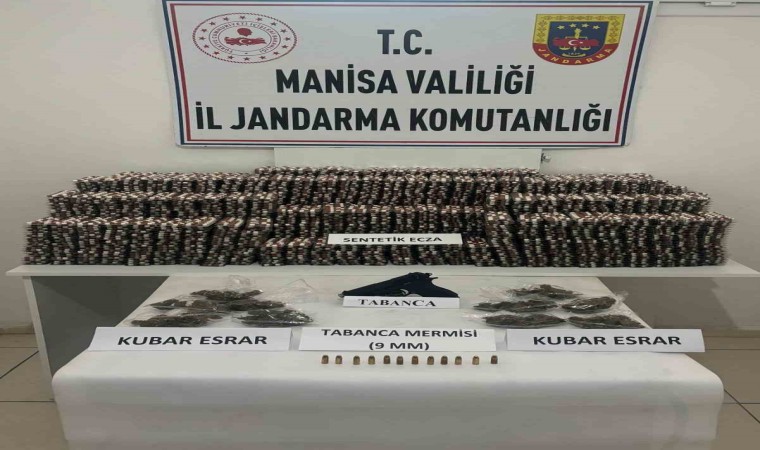 T.C.
MANİSA VALİLİĞİ
İL JANDARMA KOMUTANLIĞI
JANDARMA
SENTETİK ECZA
TABANCA
KUBAR ESRAR
TABANCA MERMİSİ
(9 MM)
KUBAR ESRAR